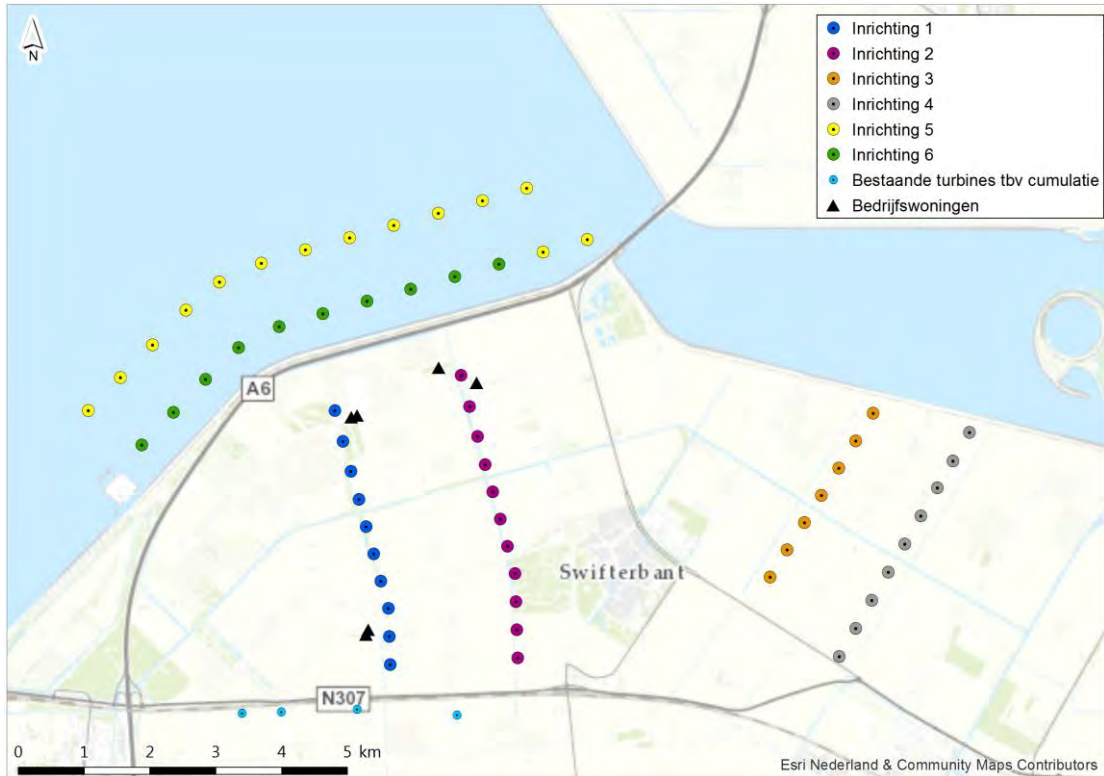 N
Inrichting 1
Inrichting 2
Inrichting 3
Inrichting 4
Inrichting 5
Inrichting 6
Bestaande turbines tbv cumulatie
Bedrijfswoningen
A6
Swifterbant
N307
0 1 2 3 4 5 km
Esri Nederland & Community Maps Contributors